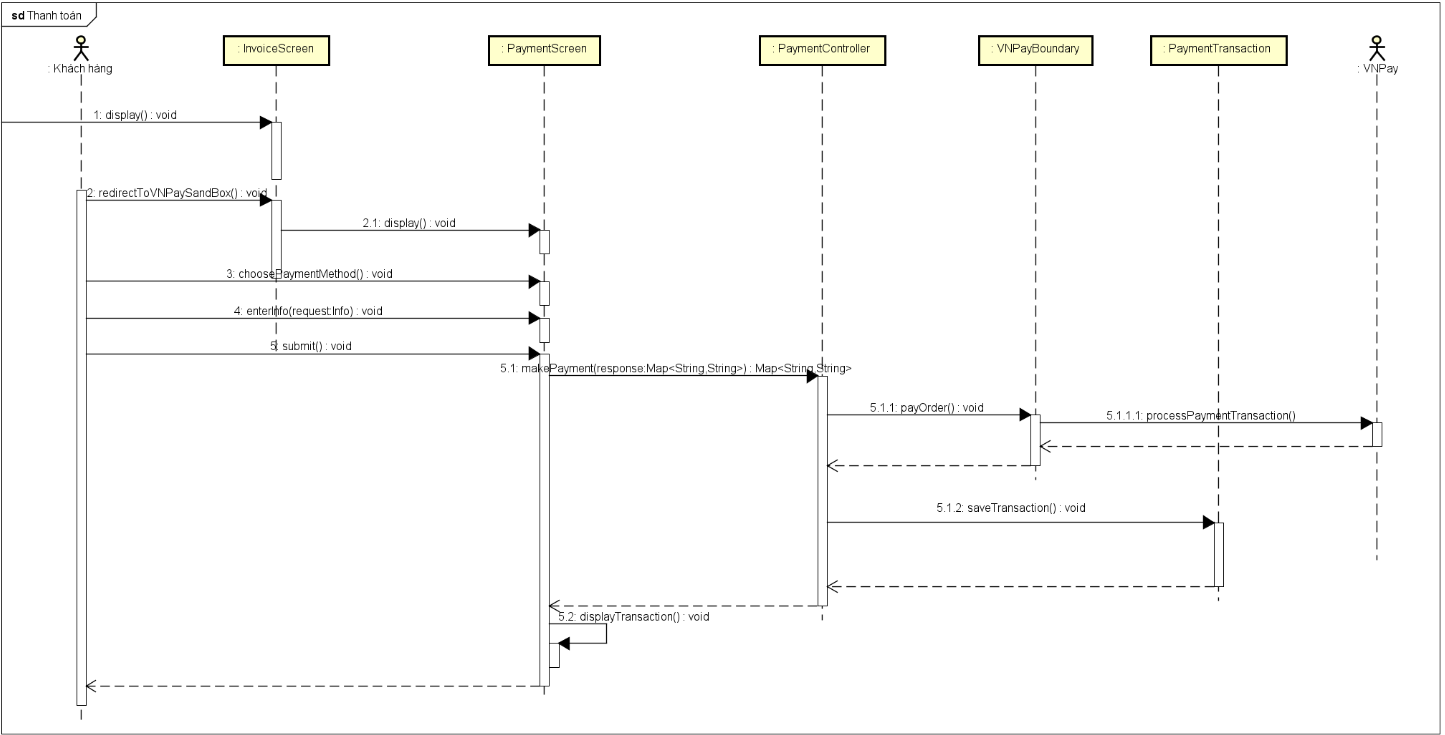 sd Thanh toán
: Khách hàng
: InvoiceScreen
: PaymentScreen
: PaymentController
: VNPayBoundary
: PaymentTransaction
: VNPay
1: display() : void
2: redirectToVNPaySandBox() : void
2.1: display() : void
3: choosePaymentMethod() : void
4: enterInfo(request:Info) : void
5: submit() : void
5.1: makePayment(response:Map<String,String>) : Map<String,String>
5.1.1: payOrder() : void
5.1.1.1: processPaymentTransaction()
5.1.2: saveTransaction() : void
5.2: displayTransaction() : void